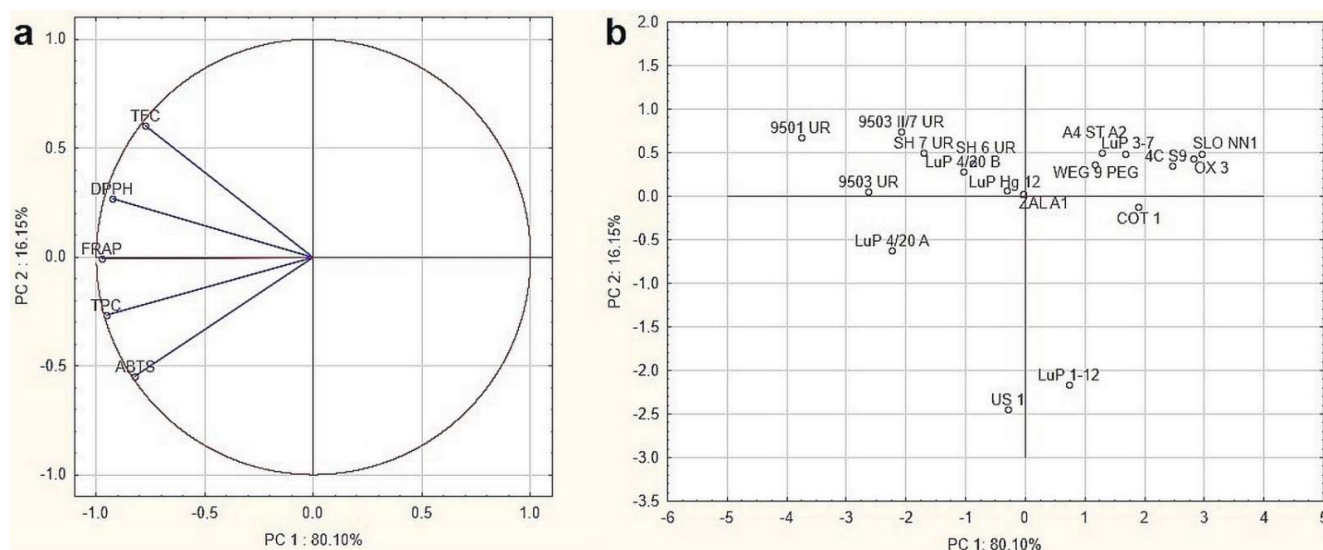 a
1.0
0.5
0.0
-0.5
-1.0
PC 2 : 16.15%
TFC
DPPH
FRAP
TPC
ABTS
-1.0 -0.5 0.0 0.5 1.0
PC 1 : 80.10%
b
2.0
1.5
1.0
0.5
0.0
-0.5
-1.0
-1.5
-2.0
-2.5
-3.0
-3.5
PC 2: 16.15%
9501 UR
9503 II/7 UR
SH 7 UR
SH 6 UR
LuP 4/20 B
9503 UR
LuP Hg 12
ZAL A1
A4 ST A2
LuP 3-7
SLO NN1
4C S9
OX 3
WEG 9 PEG
COT 1
LuP 4/20 A
LuP 1-12
US 1
-6 -5 -4 -3 -2 -1 0 1 2 3 4 5
PC 1: 80.10%